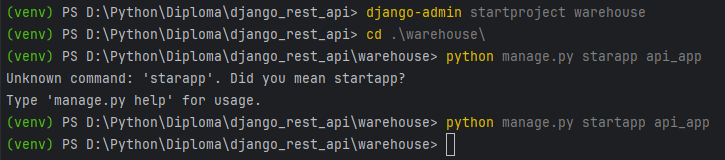 (venv) PS D:\Python\Diploma\django_rest_api> django-admin startproject warehouse
(venv) PS D:\Python\Diploma\django_rest_api> cd .\warehouse\
(venv) PS D:\Python\Diploma\django_rest_api\warehouse> python manage.py starapp api_app
Unknown command: 'starapp'. Did you mean startapp?
Type 'manage.py help' for usage.
(venv) PS D:\Python\Diploma\django_rest_api\warehouse> python manage.py startapp api_app
(venv) PS D:\Python\Diploma\django_rest_api\warehouse>